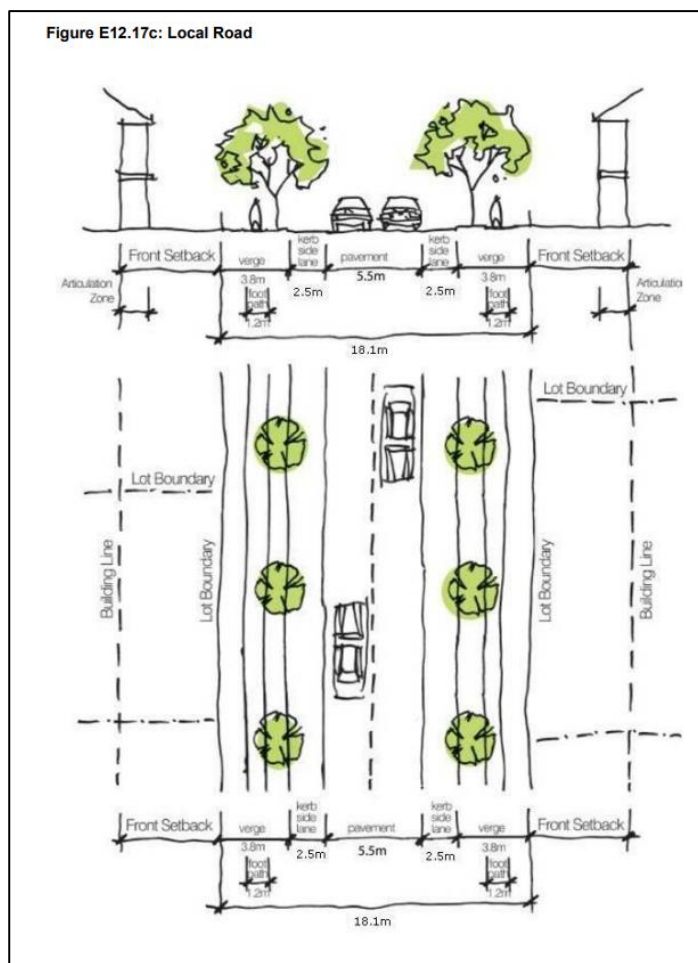 Figure E12.17c: Local Road
Front Setback
verge
kerb
side
lane
pavement
kerb
side
lane
verge
Front Setback
3.8m
2.5m
5.5m
2.5m
3.8m
Articulation
Zone
foot
path
1.2m
foot
path
1.2m
Articulation
Zone
18.1m
Lot Boundary
Lot Boundary
Building Line
Lot Boundary
Lot Boundary
Building Line
Front Setback
verge
kerb
side
lane
pavement
kerb
side
lane
verge
Front Setback
3.8m
2.5m
5.5m
2.5m
3.8m
foot
path
1.2m
foot
path
1.2m
18.1m